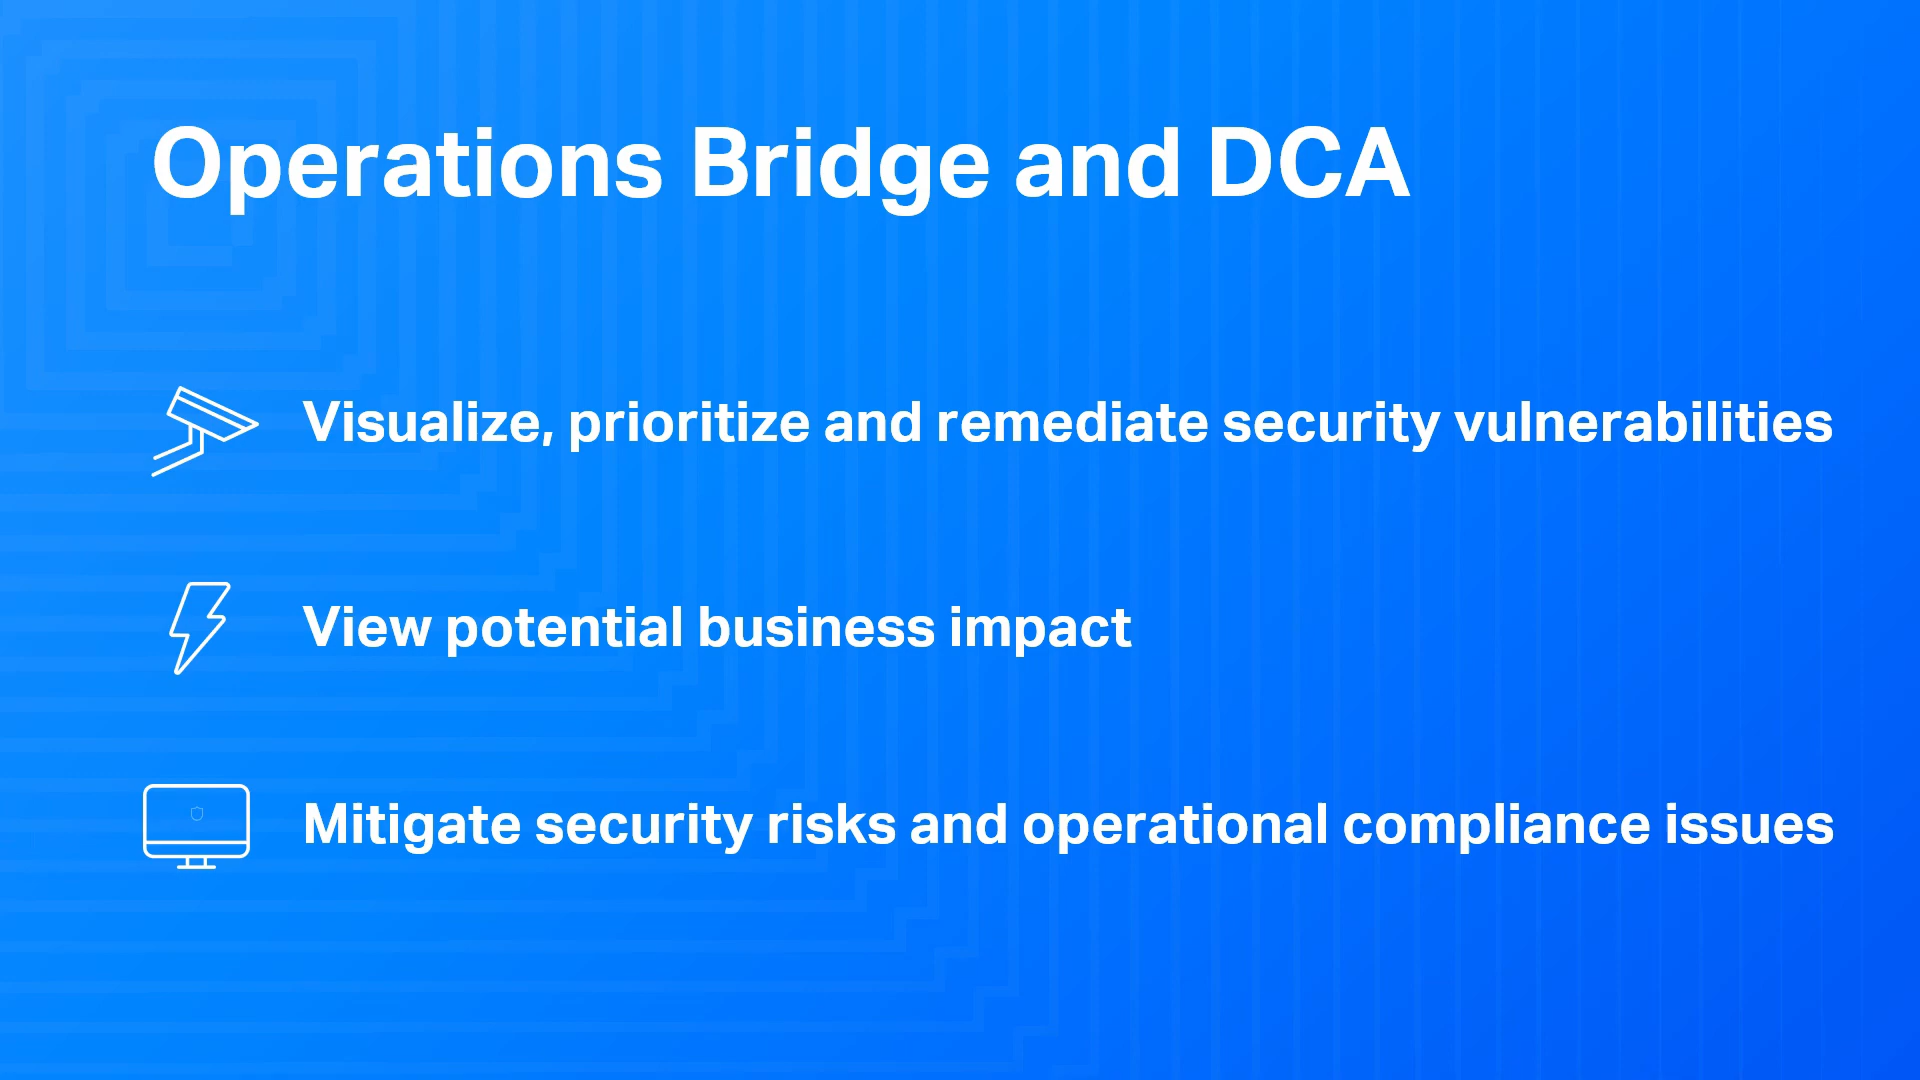 Operations Bridge and DCA
Visualize, prioritize and remediate security vulnerabilities
View potential business impact
Mitigate security risks and operational compliance issues